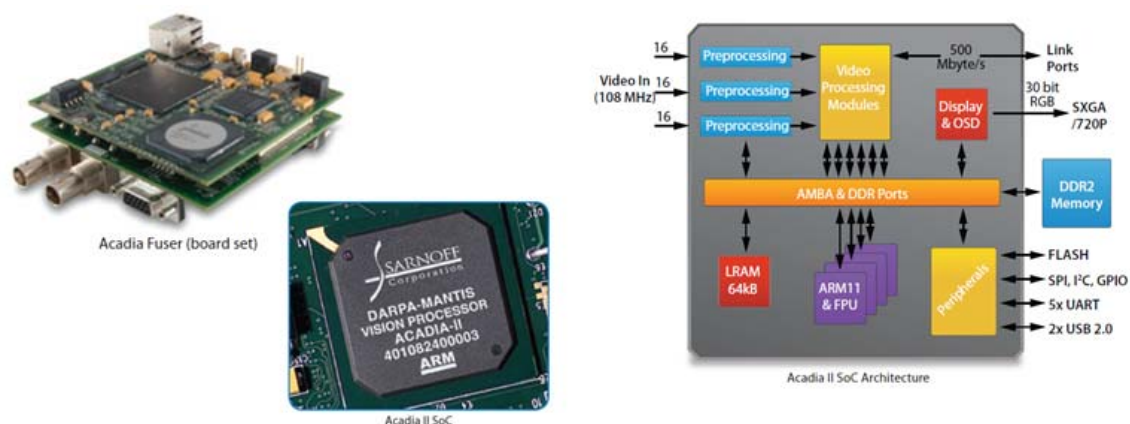 Acadia Fuser (board set)
SARNOFF
Corporation
DARPA-MANTIS
VISION PROCESSOR
ACADIA-II
401082400003
ARM
A1
Acadia II SoC
16
Video In 16
(108 MHz)
16
Preprocessing
Preprocessing
Preprocessing
Video
Processing
Modules
500
Mbyte/s
Link
Ports
Display
& OSD
30 bit
RGB
SXGA
/720P
AMBA & DDR Ports
DDR2
Memory
LRAM
64kB
ARM11
& FPU
Peripherals
FLASH
SPI, I²C, GPIO
5x UART
2x USB 2.0
Acadia II SoC Architecture